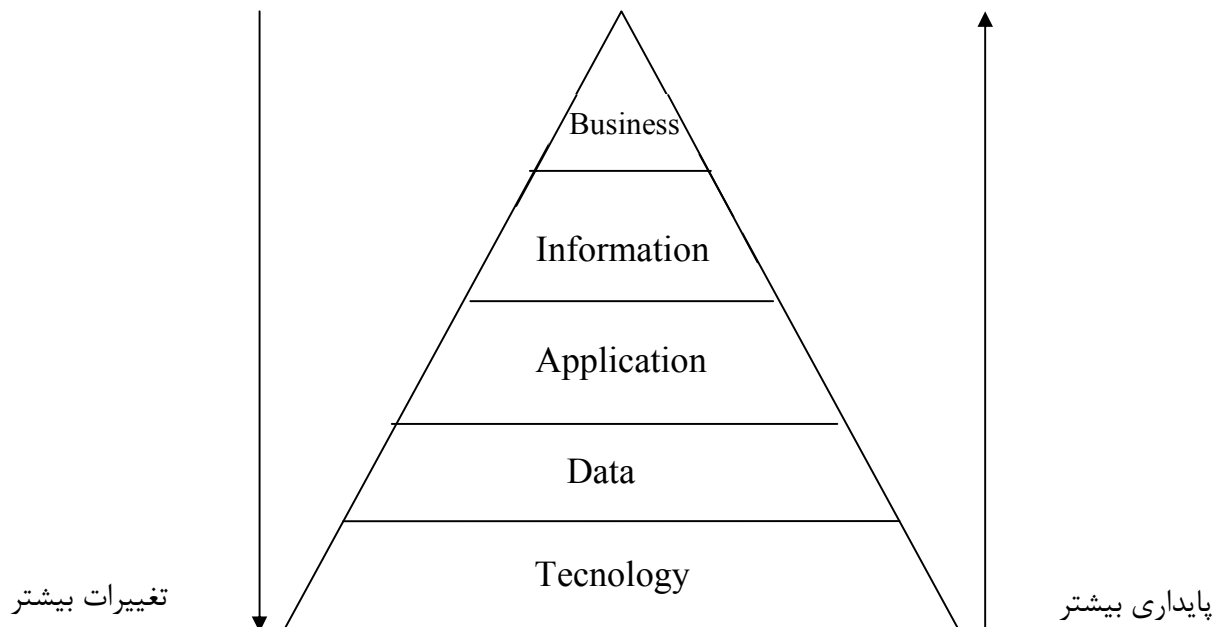 Business
Information
Application
Data
Tecnology
تغییرات بیشتر
پایداری بیشتر